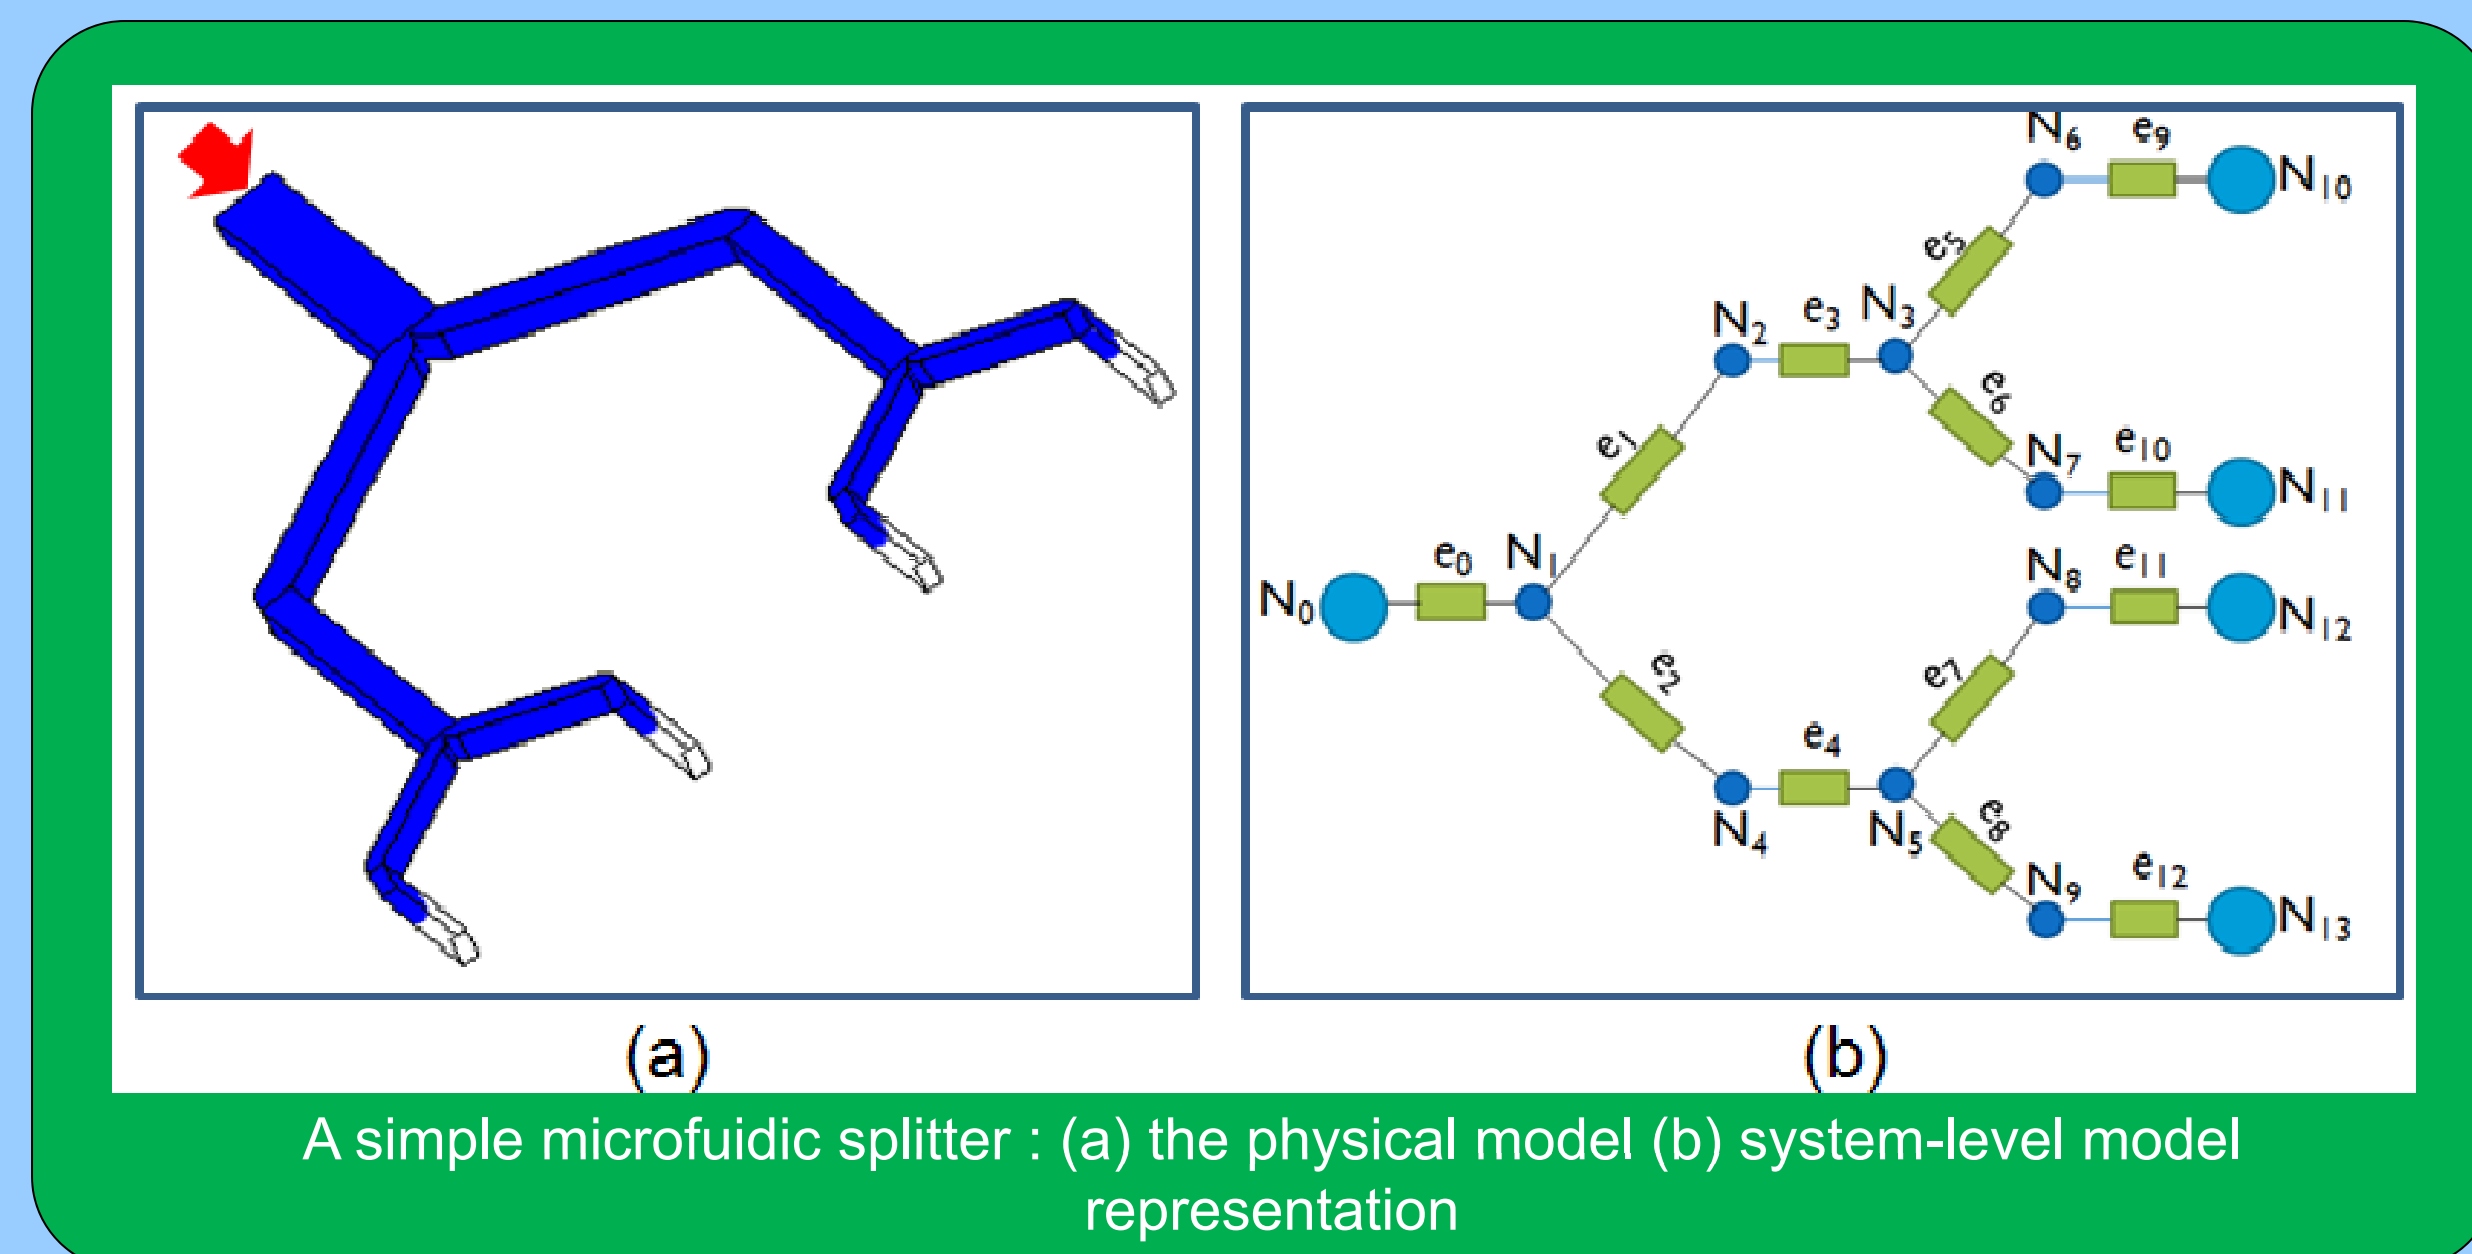 N6 e9
N10
e5
N2 e3 N3
e6
e1
N7 e10
N11
e0 N1
N8 e11
N0
N12
e2
e7
e4
N4 N5
e8
N9 e12
N13
(a) (b)
A simple microfuidic splitter : (a) the physical model (b) system-level model
representation